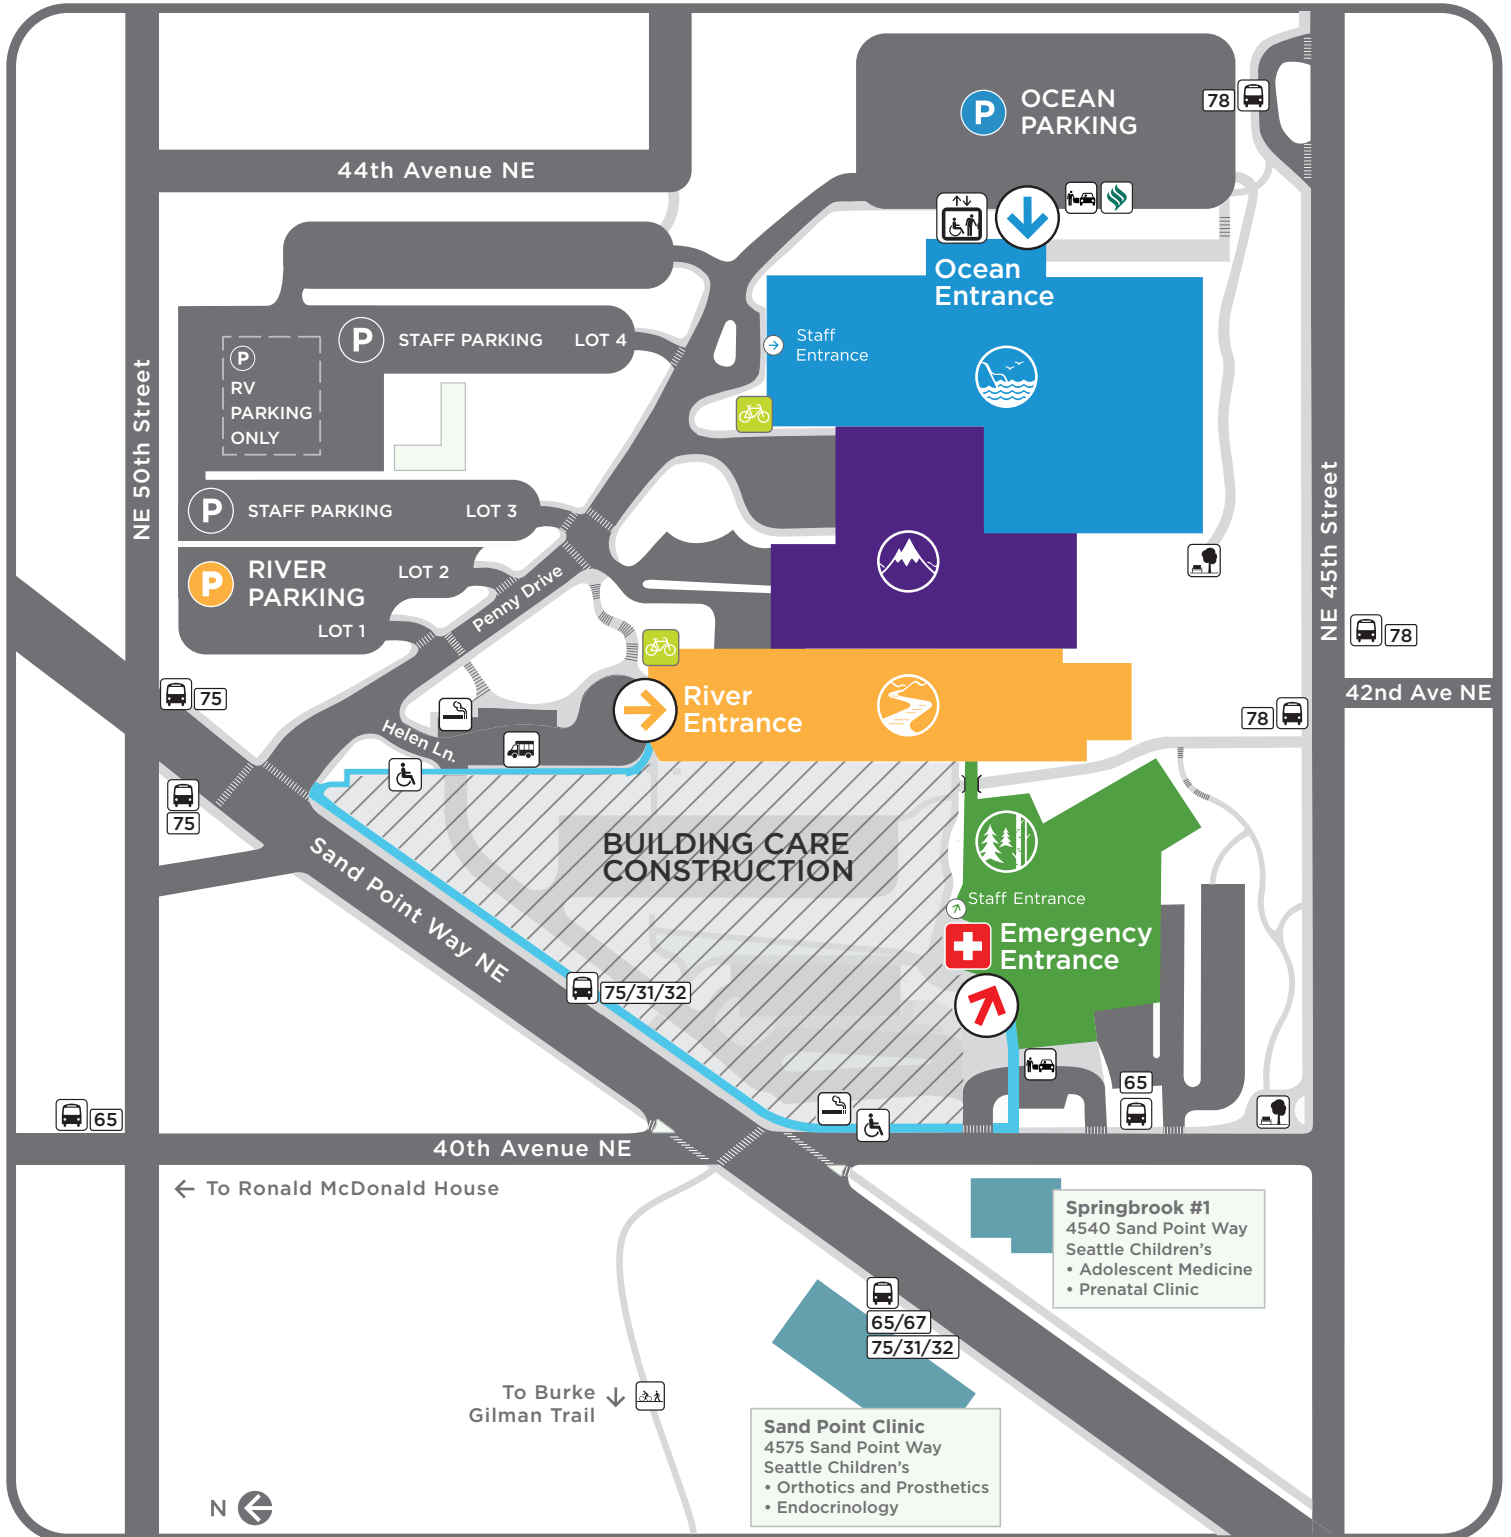 P
OCEAN
PARKING
78
44th Avenue NE
Ocean
Entrance
P
STAFF PARKING
LOT 4
Staff
Entrance
P
RV
PARKING
ONLY
NE 50th Street
P
STAFF PARKING
LOT 3
NE 45th Street
P
RIVER
PARKING
LOT 2
LOT 1
Penny Drive
78
42nd Ave NE
75
River
Entrance
78
Helen Ln.
75
BUILDING CARE
CONSTRUCTION
Sand Point Way NE
Staff Entrance
Emergency
Entrance
75/31/32
65
65
40th Avenue NE
To Ronald McDonald House
Springbrook #1
4540 Sand Point Way
Seattle Children's
• Adolescent Medicine
• Prenatal Clinic
65/67
75/31/32
To Burke
Gilman Trail
Sand Point Clinic
4575 Sand Point Way
Seattle Children's
• Orthotics and Prosthetics
• Endocrinology
N